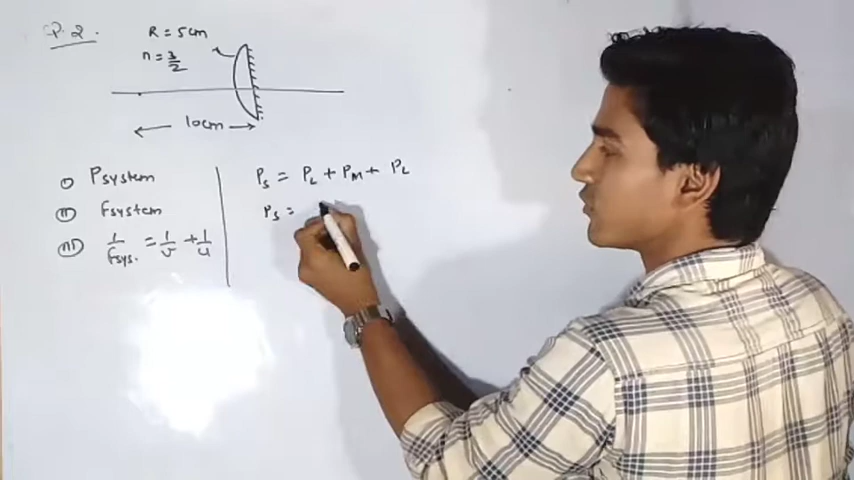 Q.2.
R = 5cm
n = 3/2
10cm
(i) Psystem
(ii) fsystem
(iii) 1/fsys. = 1/v + 1/u
Ps = PL + PM + PL
Ps =